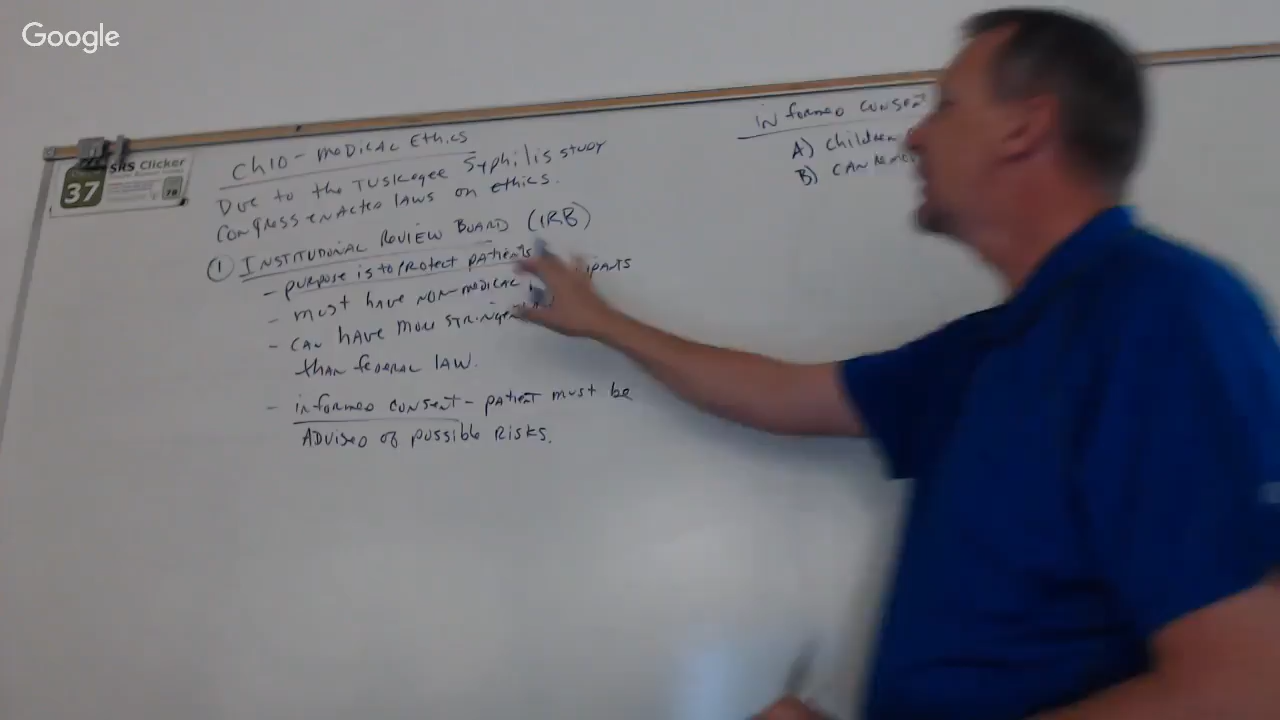 Google
SRS Clicker
37
78
Ch10 - Medical Ethics
Due to the Tuskegee Syphilis study
Congress enacted laws on ethics.
① Institutional Review Board (IRB)
- purpose is to protect patients
- must have non-medical
- can have more
than federal law.
- informed consent - patient must be
Advised of possible risks.
informed consent
A) children
B) can